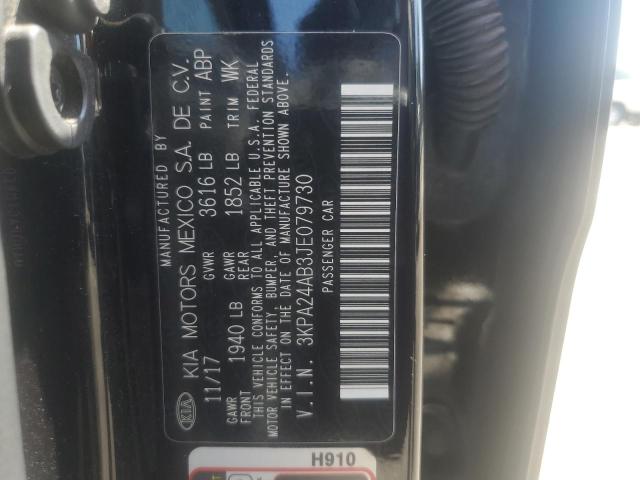 MANUFACTURED BY
KIA KIA MOTORS MEXICO S.A. DE C.V.
11/17 GVWR 3616 LB PAINT ABP
GAWR FRONT 1940 LB GAWR REAR 1852 LB TRIM WK
THIS VEHICLE CONFORMS TO ALL APPLICABLE U.S.A. FEDERAL
MOTOR VEHICLE SAFETY, BUMPER, AND THEFT PREVENTION STANDARDS
IN EFFECT ON THE DATE OF MANUFACTURE SHOWN ABOVE.
V.I.N. 3KPA24AB3JE079730
PASSENGER CAR
H910